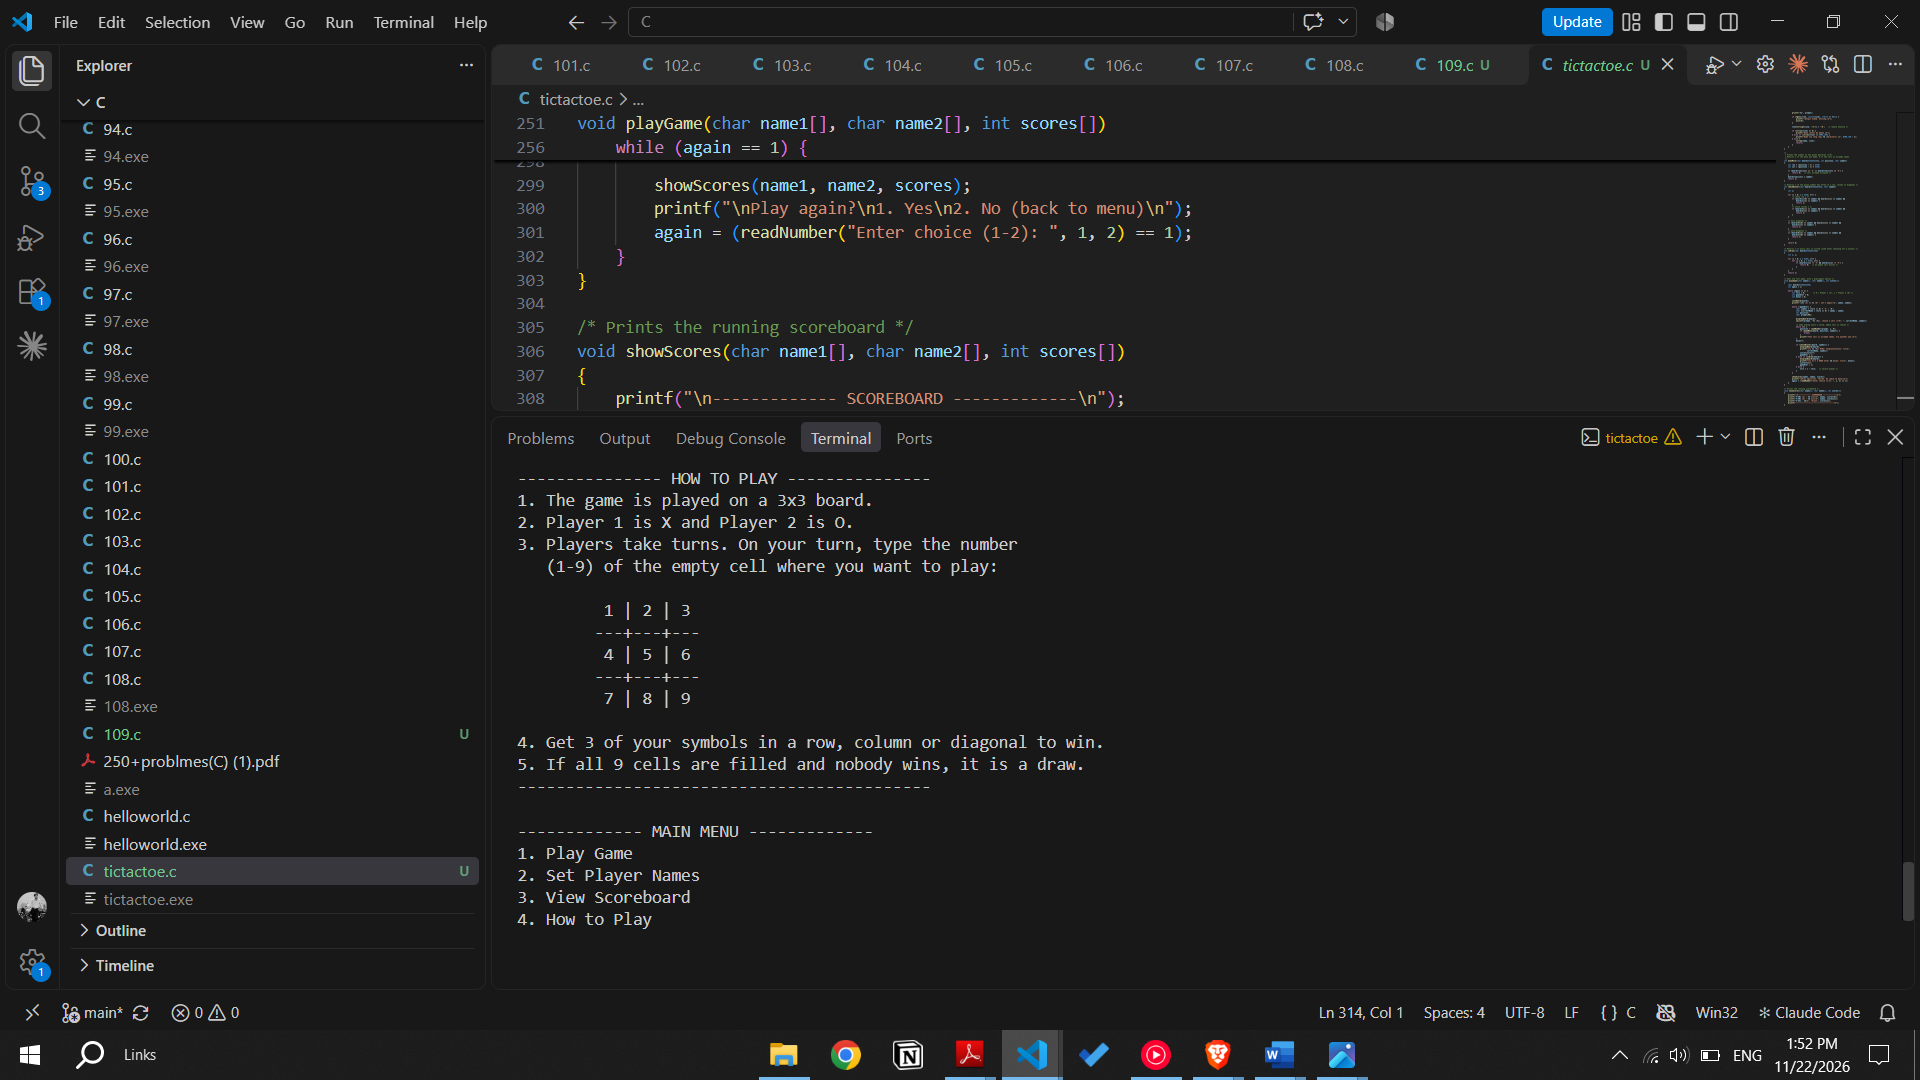 File Edit Selection View Go Run Terminal Help
C
Update
Explorer
C
94.c
94.exe
95.c
95.exe
96.c
96.exe
97.c
97.exe
98.c
98.exe
99.c
99.exe
100.c
101.c
102.c
103.c
104.c
105.c
106.c
107.c
108.c
108.exe
109.c U
250+problmes(C) (1).pdf
a.exe
helloworld.c
helloworld.exe
tictactoe.c U
tictactoe.exe
Outline
Timeline
3
1
1
C 101.c C 102.c C 103.c C 104.c C 105.c C 106.c C 107.c C 108.c C 109.c U C tictactoe.c U
C tictactoe.c > ...
251 void playGame(char name1[], char name2[], int scores[])
256 while (again == 1) {
298
299 showScores(name1, name2, scores);
300 printf("\nPlay again?\n1. Yes\n2. No (back to menu)\n");
301 again = (readNumber("Enter choice (1-2): ", 1, 2) == 1);
302 }
303 }
304
305 /* Prints the running scoreboard */
306 void showScores(char name1[], char name2[], int scores[])
307 {
308 printf("\n------------- SCOREBOARD -------------\n");
Problems Output Debug Console Terminal Ports
tictactoe
--------------- HOW TO PLAY ---------------
1. The game is played on a 3x3 board.
2. Player 1 is X and Player 2 is O.
3. Players take turns. On your turn, type the number
(1-9) of the empty cell where you want to play:
1 | 2 | 3
---+---+---
4 | 5 | 6
---+---+---
7 | 8 | 9
4. Get 3 of your symbols in a row, column or diagonal to win.
5. If all 9 cells are filled and nobody wins, it is a draw.
-------------------------------------------
------------- MAIN MENU -------------
1. Play Game
2. Set Player Names
3. View Scoreboard
4. How to Play
main* 0 0
Ln 314, Col 1 Spaces: 4 UTF-8 LF {} C Win32 Claude Code
Links
ENG
1:52 PM
11/22/2026